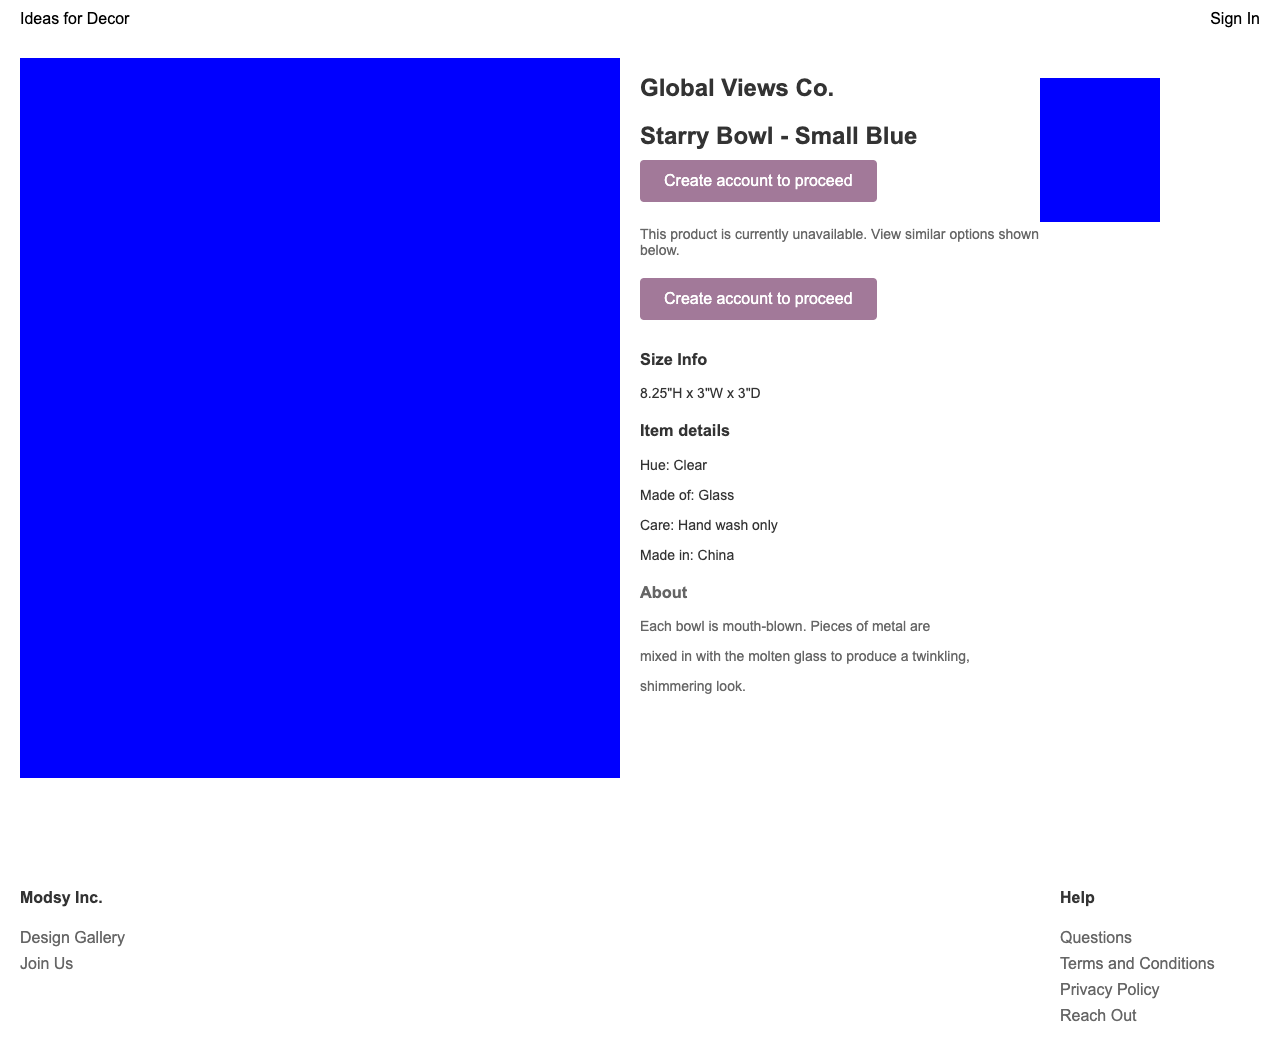 Ideas for Decor
Sign In
Global Views Co.
Starry Bowl - Small Blue
Create account to proceed
This product is currently unavailable. View similar options shown
below.
Create account to proceed
Size Info
8.25"H x 3"W x 3"D
Item details
Hue: Clear
Made of: Glass
Care: Hand wash only
Made in: China
About
Each bowl is mouth-blown. Pieces of metal are
mixed in with the molten glass to produce a twinkling,
shimmering look.
Modsy Inc.
Design Gallery
Join Us
Help
Questions
Terms and Conditions
Privacy Policy
Reach Out